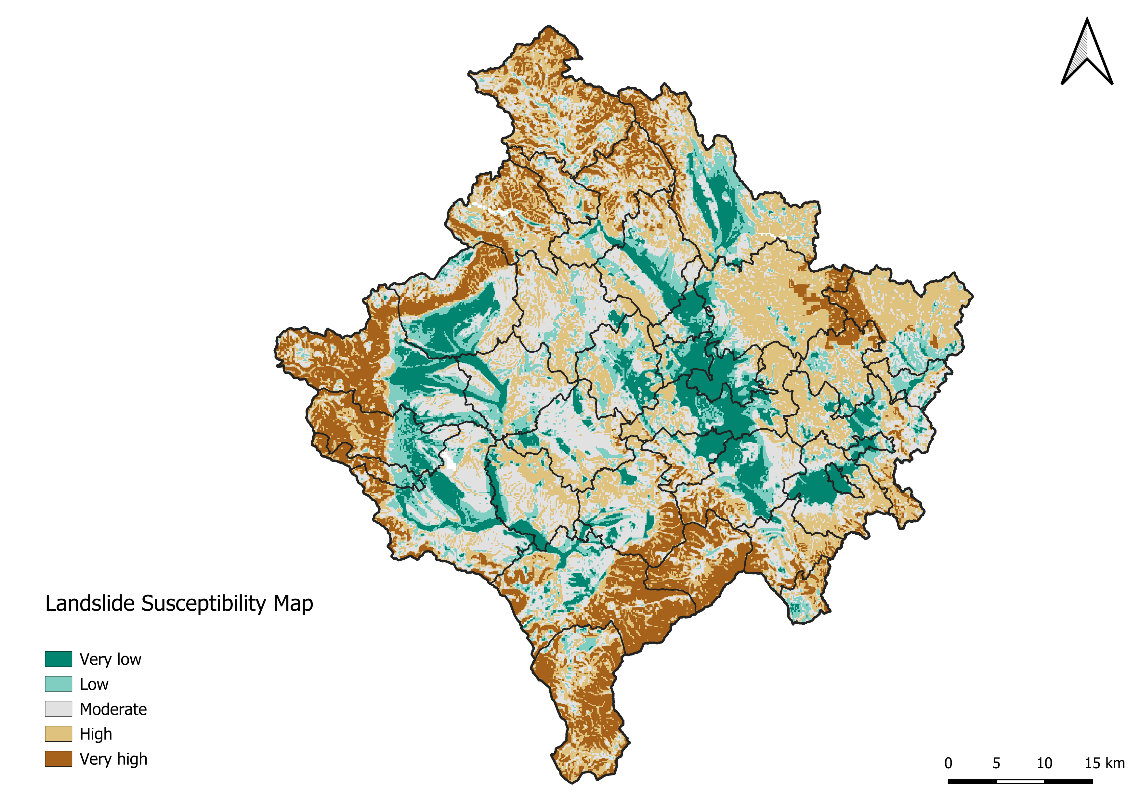 Landslide Susceptibility Map
Very low
Low
Moderate
High
Very high
0 5 10 15 km